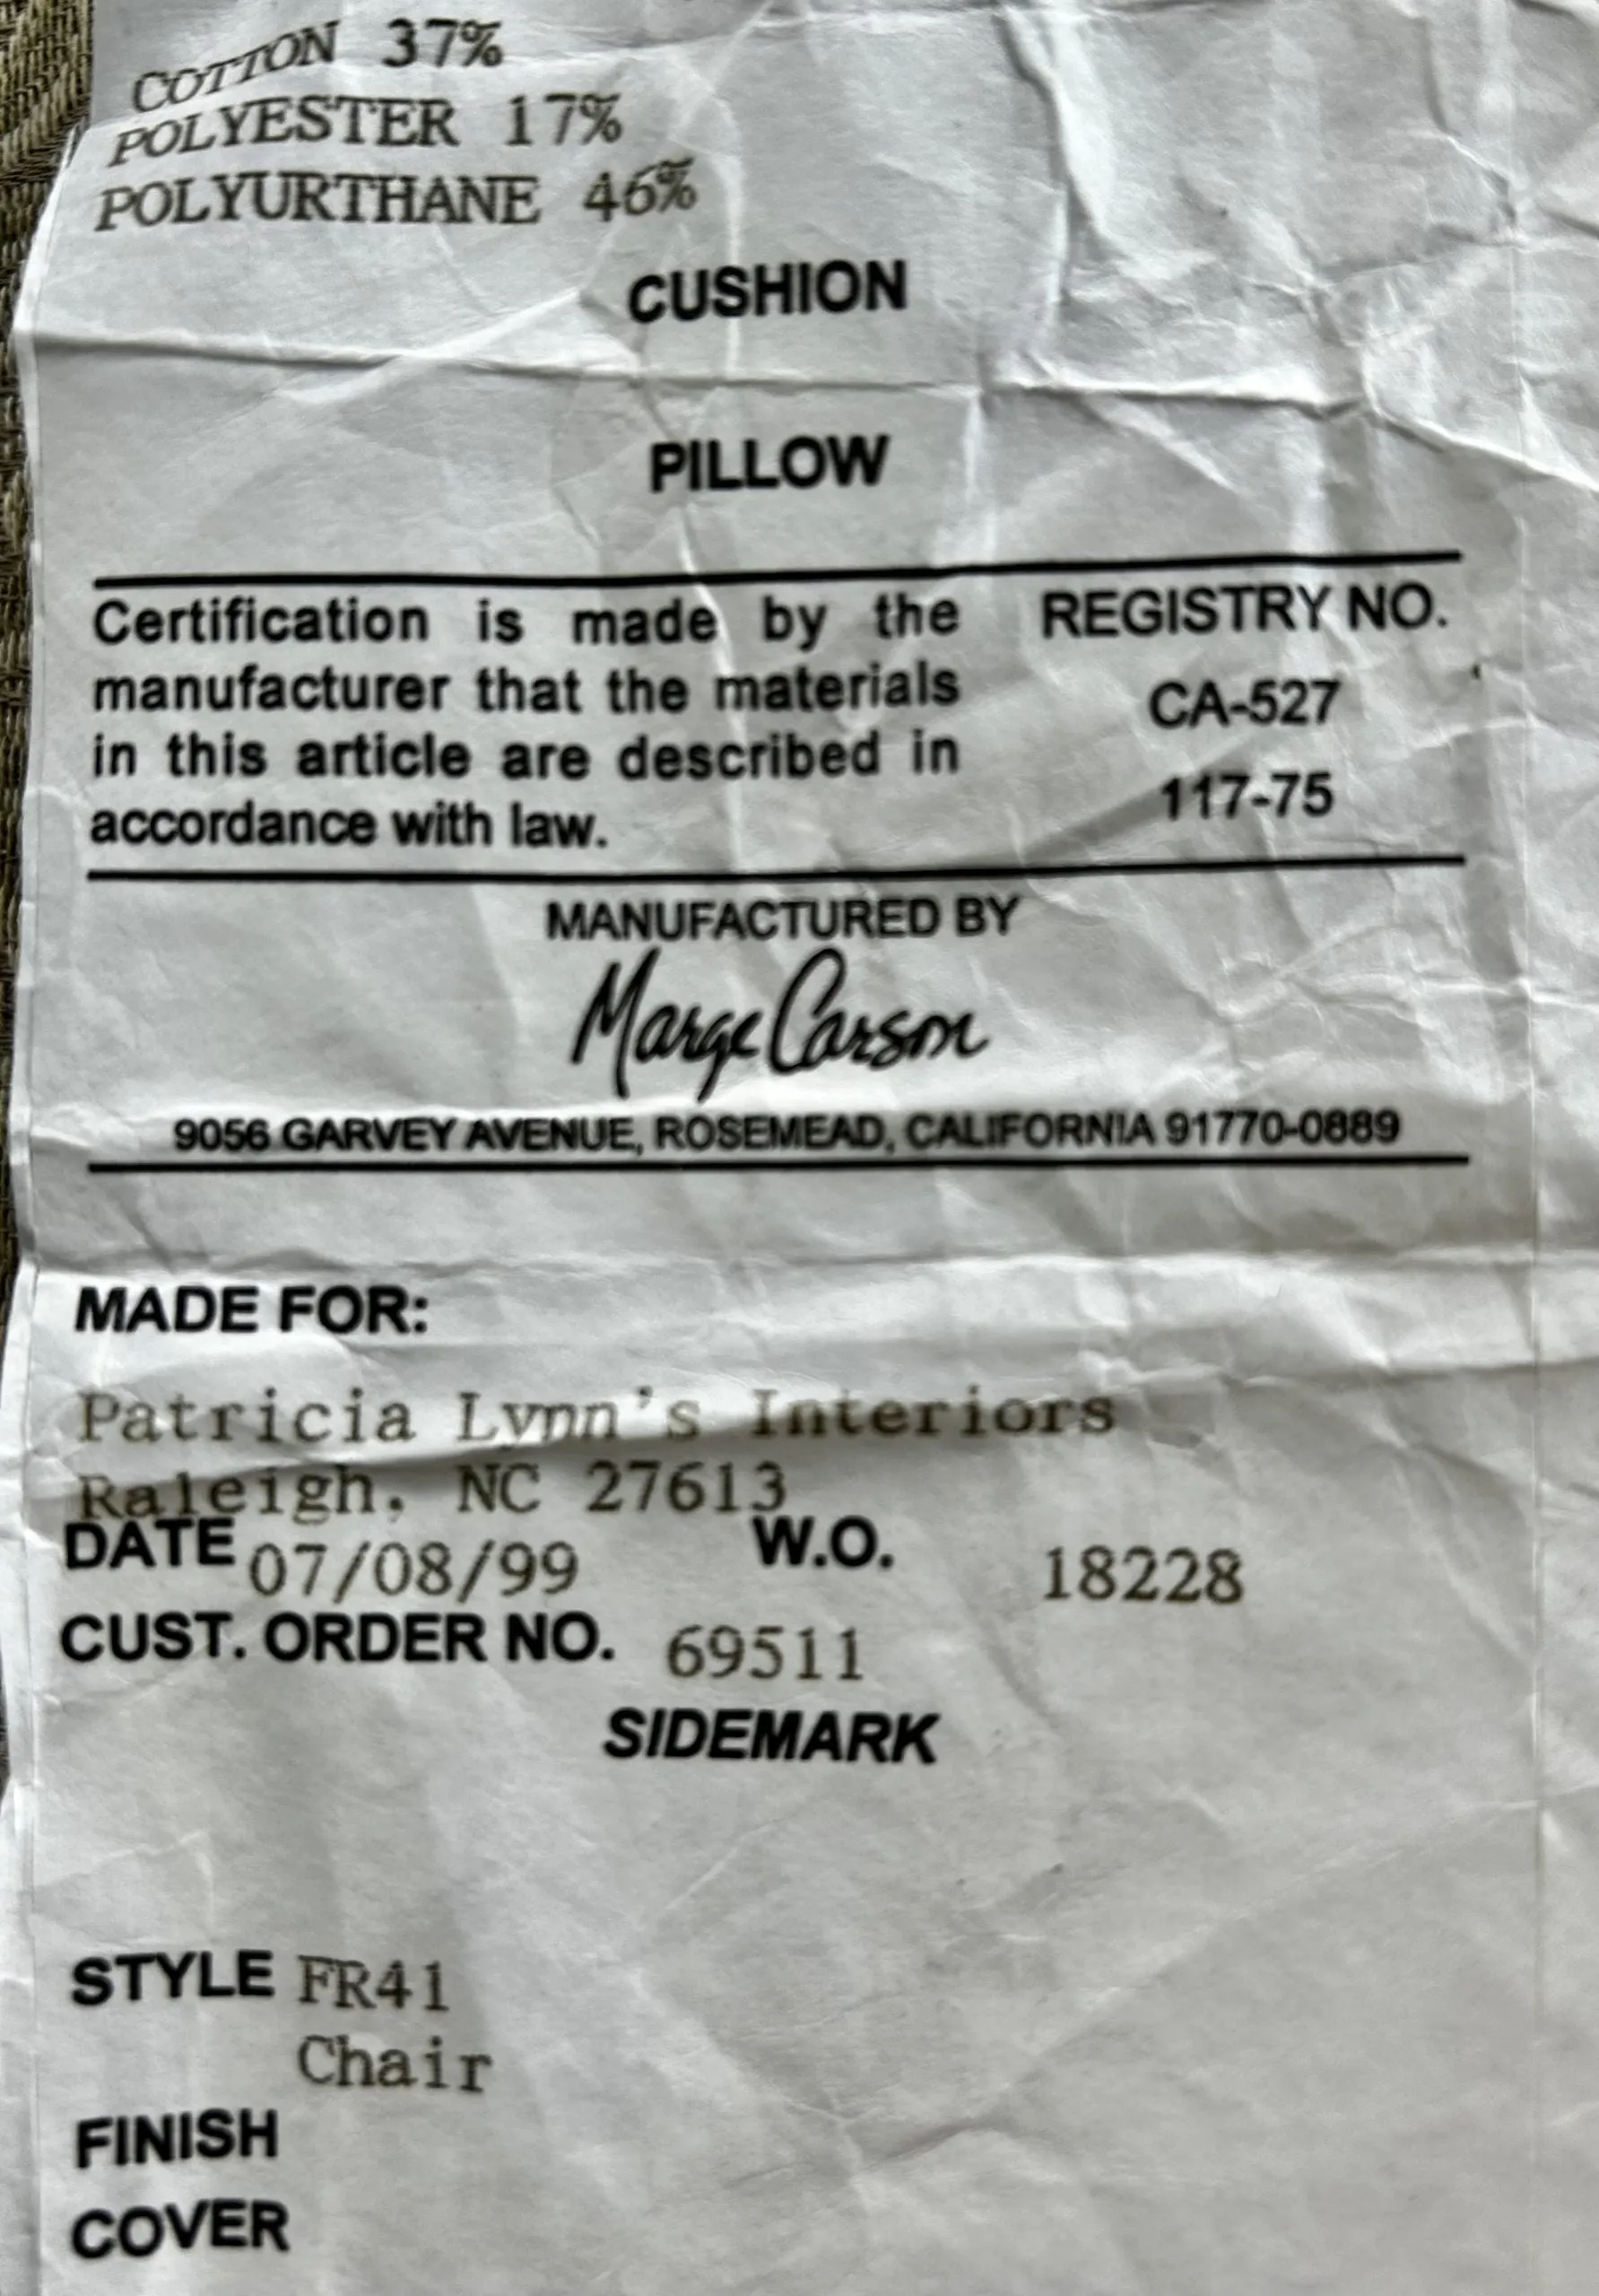 COTTON 37%
POLYESTER 17%
POLYURTHANE 46%
CUSHION
PILLOW
Certification is made by the
manufacturer that the materials
in this article are described in
accordance with law.
REGISTRY NO.
CA-527
117-75
MANUFACTURED BY
Marge Carson
9056 GARVEY AVENUE, ROSEMEAD, CALIFORNIA 91770-0889
MADE FOR:
Patricia Lynn's Interiors
Raleigh, NC 27613
DATE 07/08/99 W.O. 18228
CUST. ORDER NO. 69511
SIDEMARK
STYLE FR41
Chair
FINISH
COVER